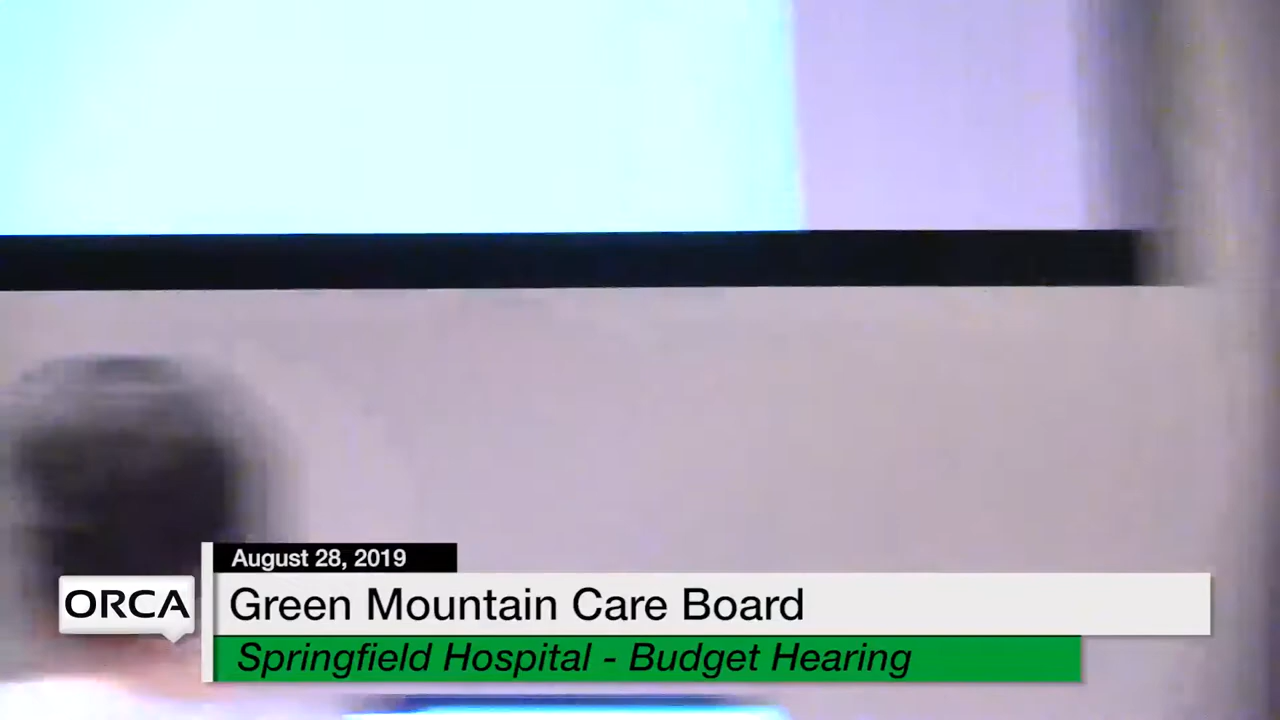 August 28, 2019
ORCA
Green Mountain Care Board
Springfield Hospital - Budget Hearing